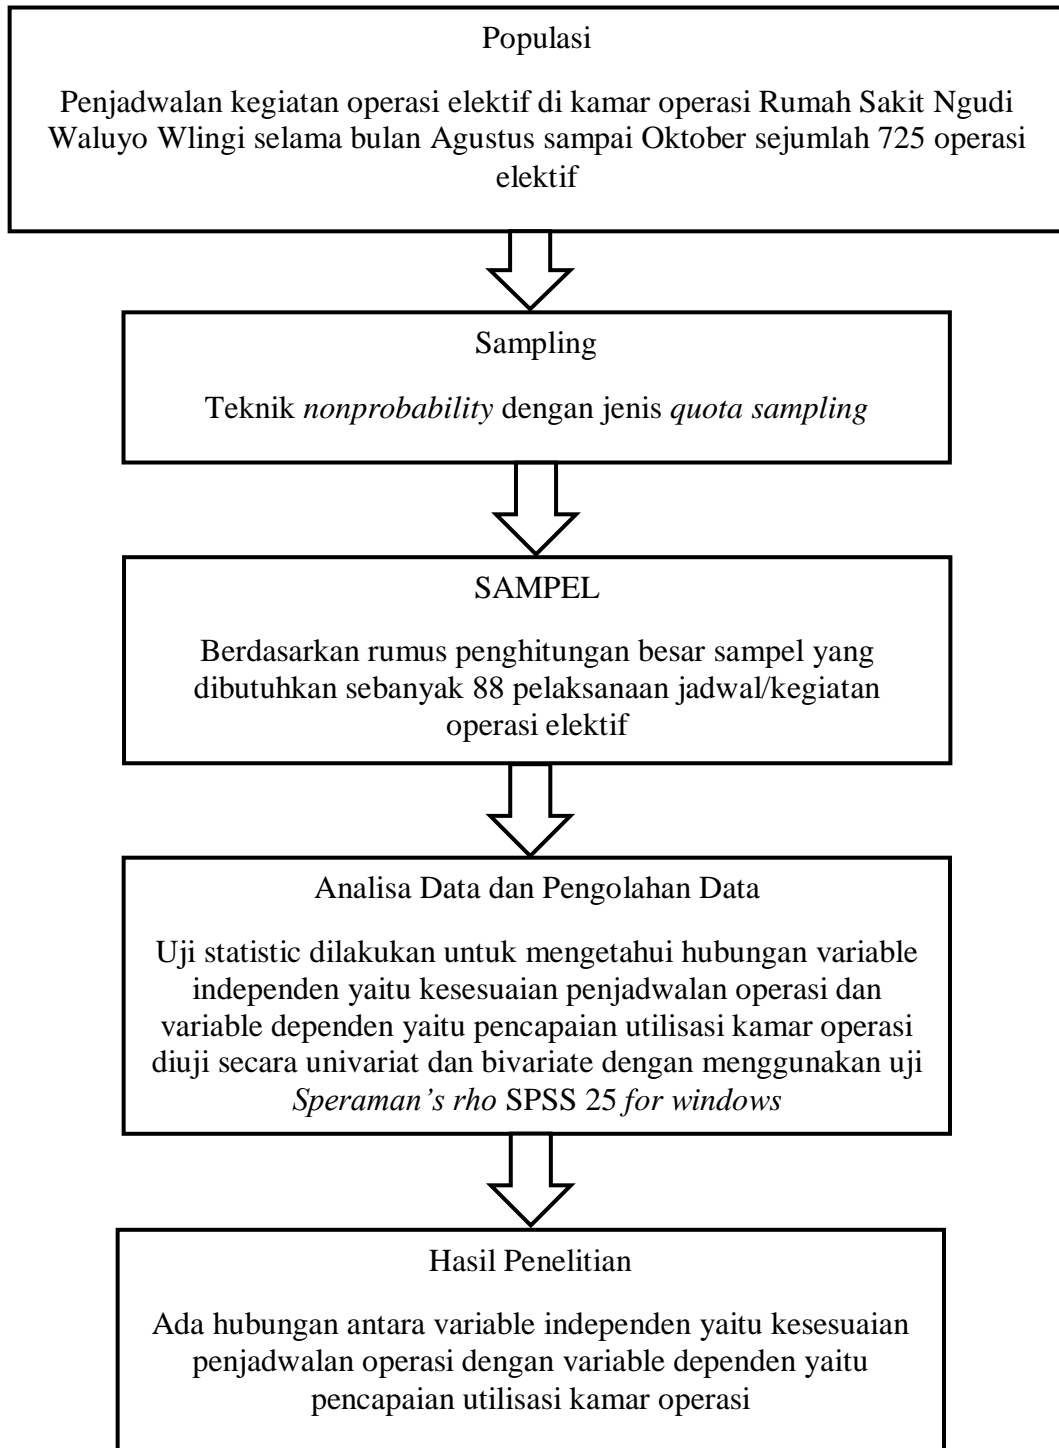 Populasi
Penjadwalan kegiatan operasi elektif di kamar operasi Rumah Sakit Ngudi
Waluyo Wlingi selama bulan Agustus sampai Oktober sejumlah 725 operasi
elektif
Sampling
Teknik nonprobability dengan jenis quota sampling
SAMPEL
Berdasarkan rumus penghitungan besar sampel yang
dibutuhkan sebanyak 88 pelaksanaan jadwal/kegiatan
operasi elektif
Analisa Data dan Pengolahan Data
Uji statistic dilakukan untuk mengetahui hubungan variable
independen yaitu kesesuaian penjadwalan operasi dan
variable dependen yaitu pencapaian utilisasi kamar operasi
diuji secara univariat dan bivariate dengan menggunakan uji
Speraman’s rho SPSS 25 for windows
Hasil Penelitian
Ada hubungan antara variable independen yaitu kesesuaian
penjadwalan operasi dengan variable dependen yaitu
pencapaian utilisasi kamar operasi